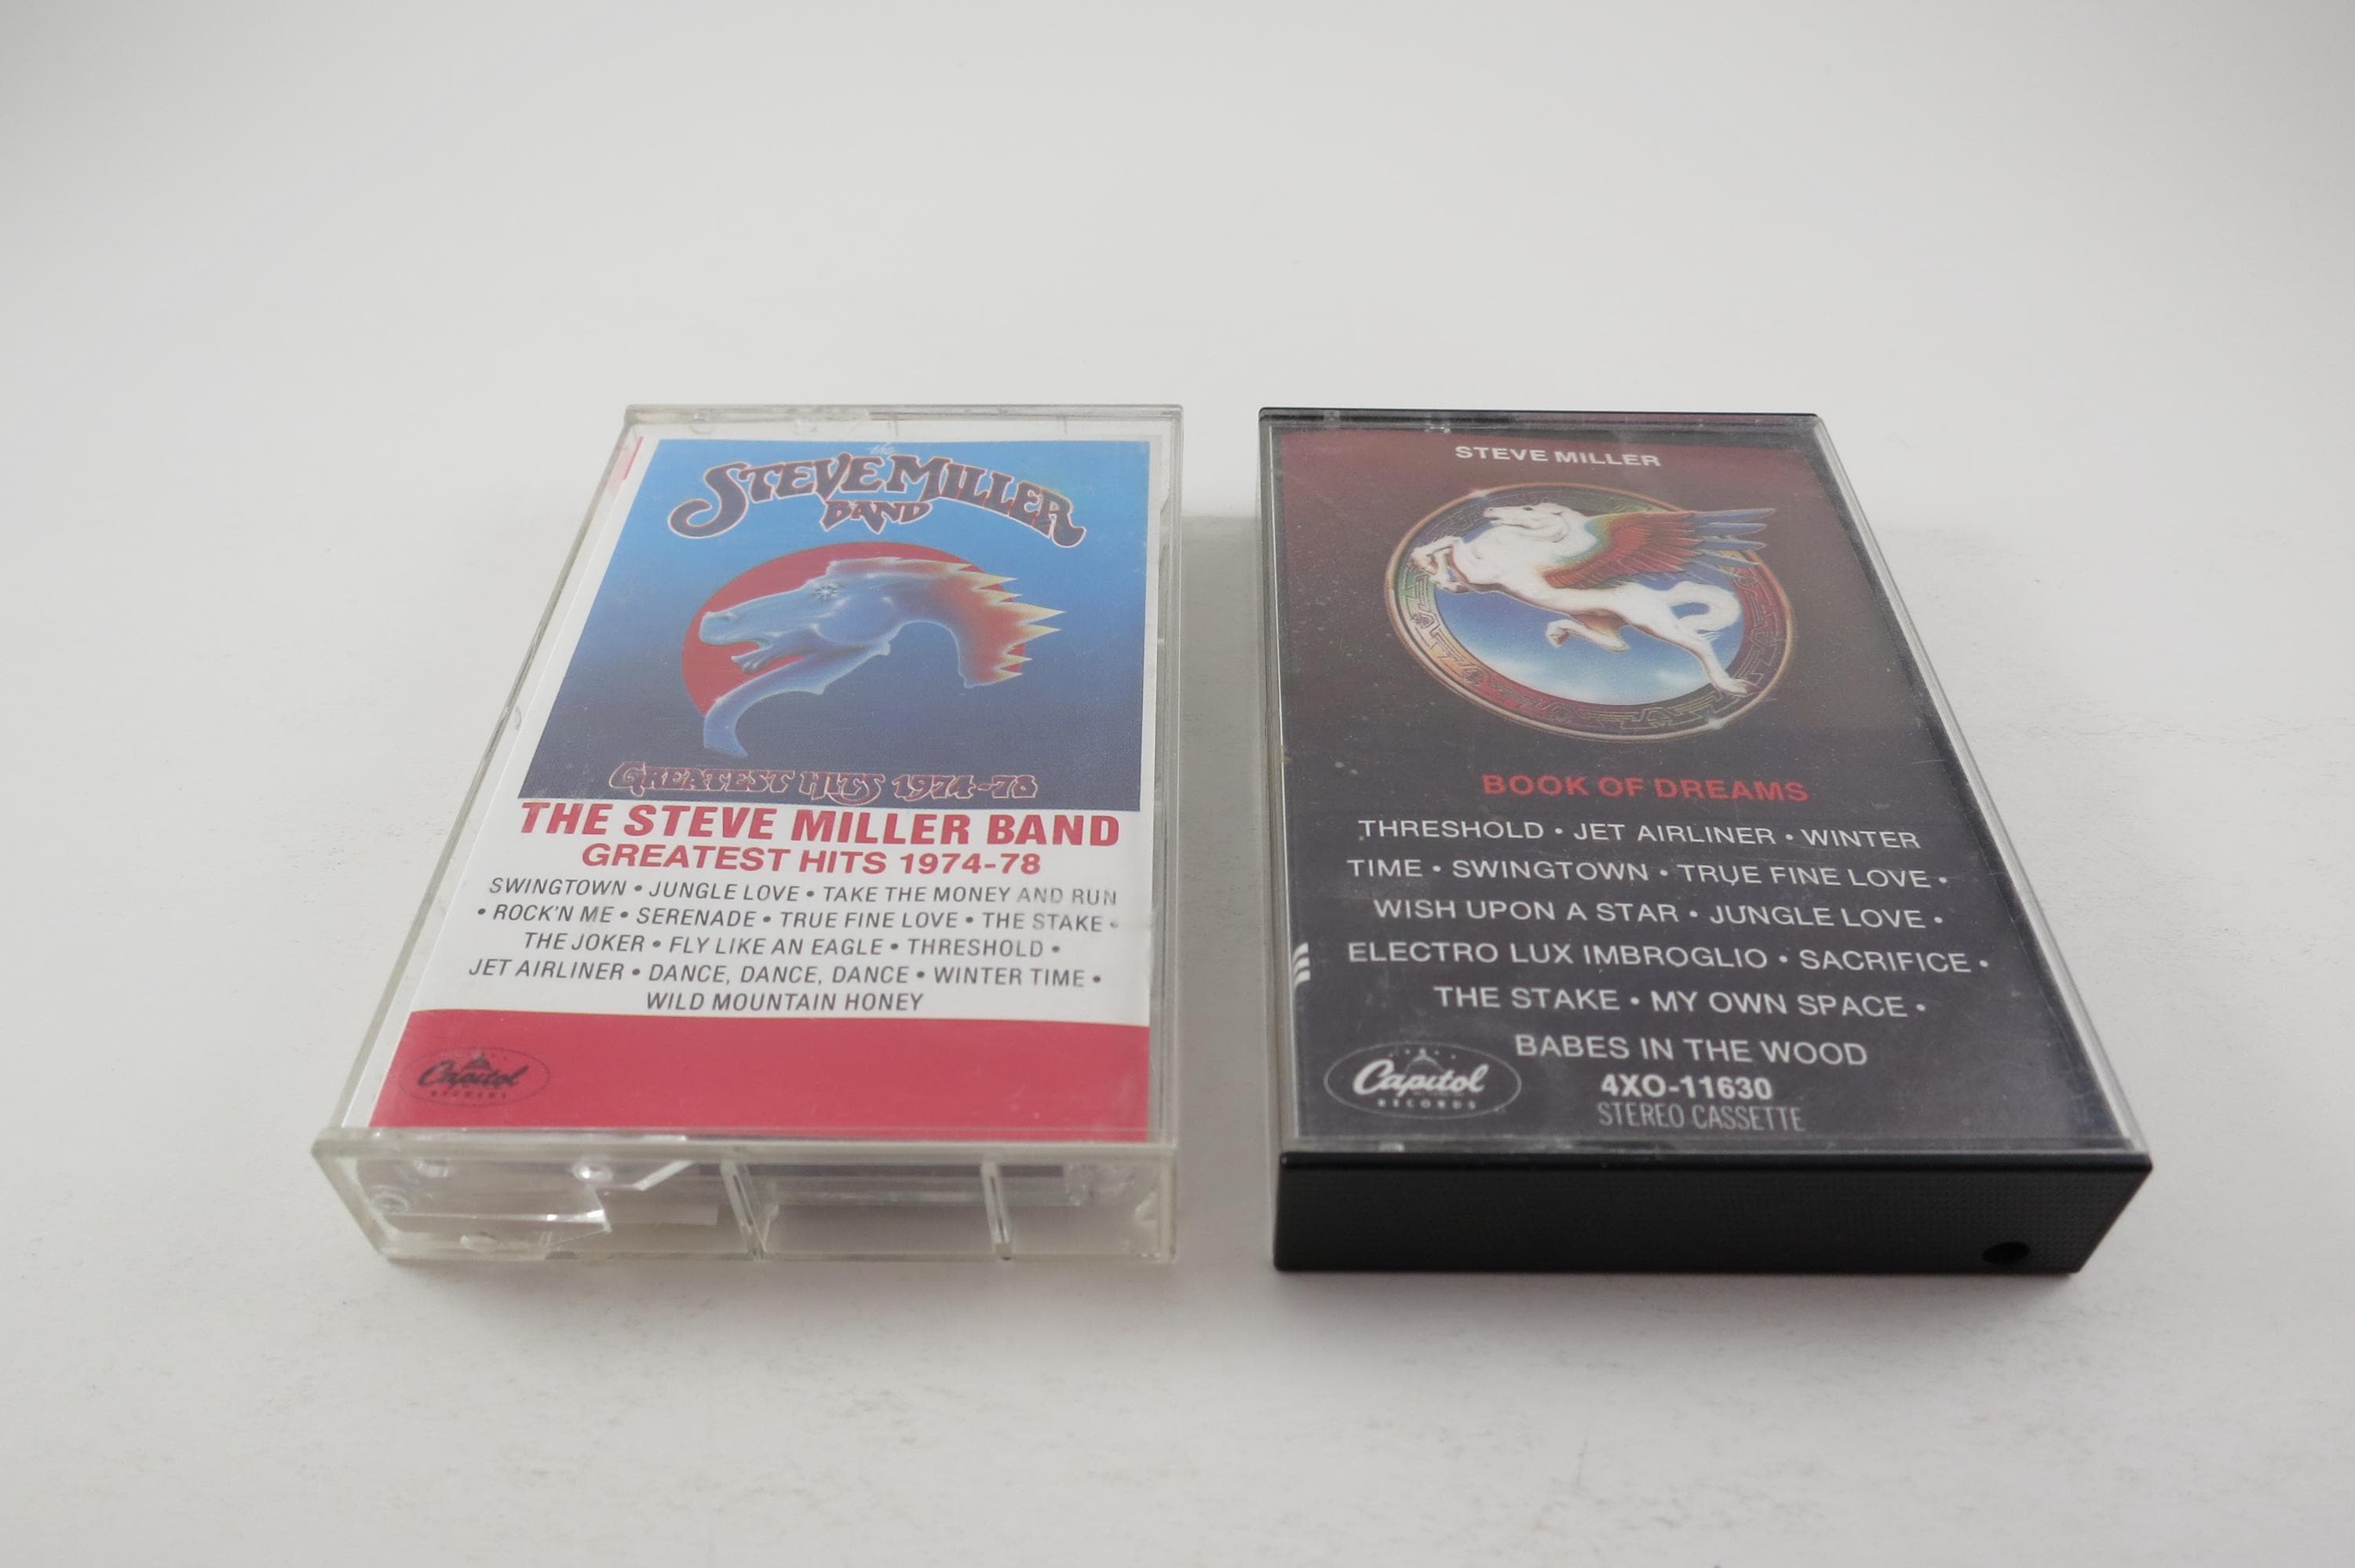 the
STEVE MILLER
BAND
GREATEST HITS 1974-78
THE STEVE MILLER BAND
GREATEST HITS 1974-78
SWINGTOWN • JUNGLE LOVE • TAKE THE MONEY AND RUN
• ROCK'N ME • SERENADE • TRUE FINE LOVE • THE STAKE •
THE JOKER • FLY LIKE AN EAGLE • THRESHOLD •
JET AIRLINER • DANCE, DANCE, DANCE • WINTER TIME •
WILD MOUNTAIN HONEY
Capitol
RECORDS
STEVE MILLER
BOOK OF DREAMS
THRESHOLD • JET AIRLINER • WINTER
TIME • SWINGTOWN • TRUE FINE LOVE •
WISH UPON A STAR • JUNGLE LOVE •
ELECTRO LUX IMBROGLIO • SACRIFICE •
THE STAKE • MY OWN SPACE •
BABES IN THE WOOD
Capitol
RECORDS
4XO-11630
STEREO CASSETTE